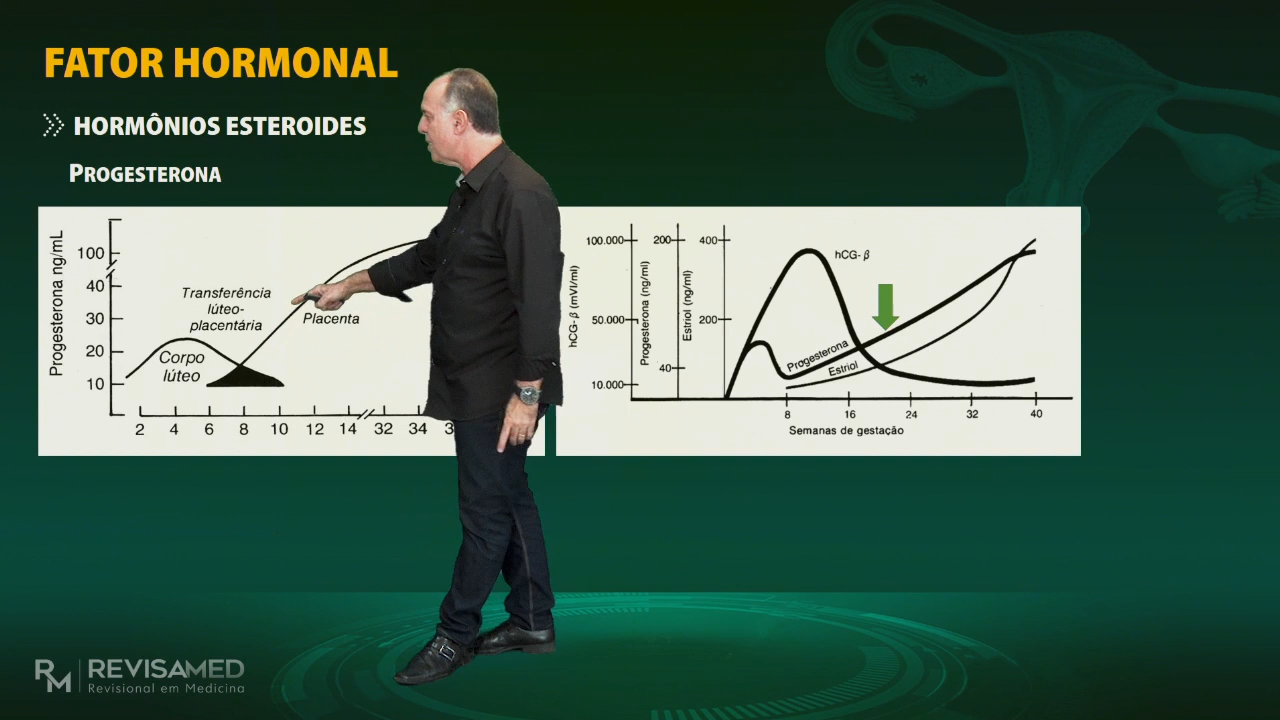 FATOR HORMONAL
HORMÔNIOS ESTEROIDES
PROGESTERONA
Progesterona ng/mL
100
40
30
20
10
Transferência
lúteo-
placentária
Corpo
lúteo
Placenta
2 4 6 8 10 12 14 32 34
hCG- β (mVI/ml)
100.000
50.000
10.000
Progesterona (ng/ml)
200
40
Estriol (ng/ml)
400
200
hCG- β
Progesterona
Estriol
8 16 24 32 40
Semanas de gestação
RM REVISAMED
Revisional em Medicina